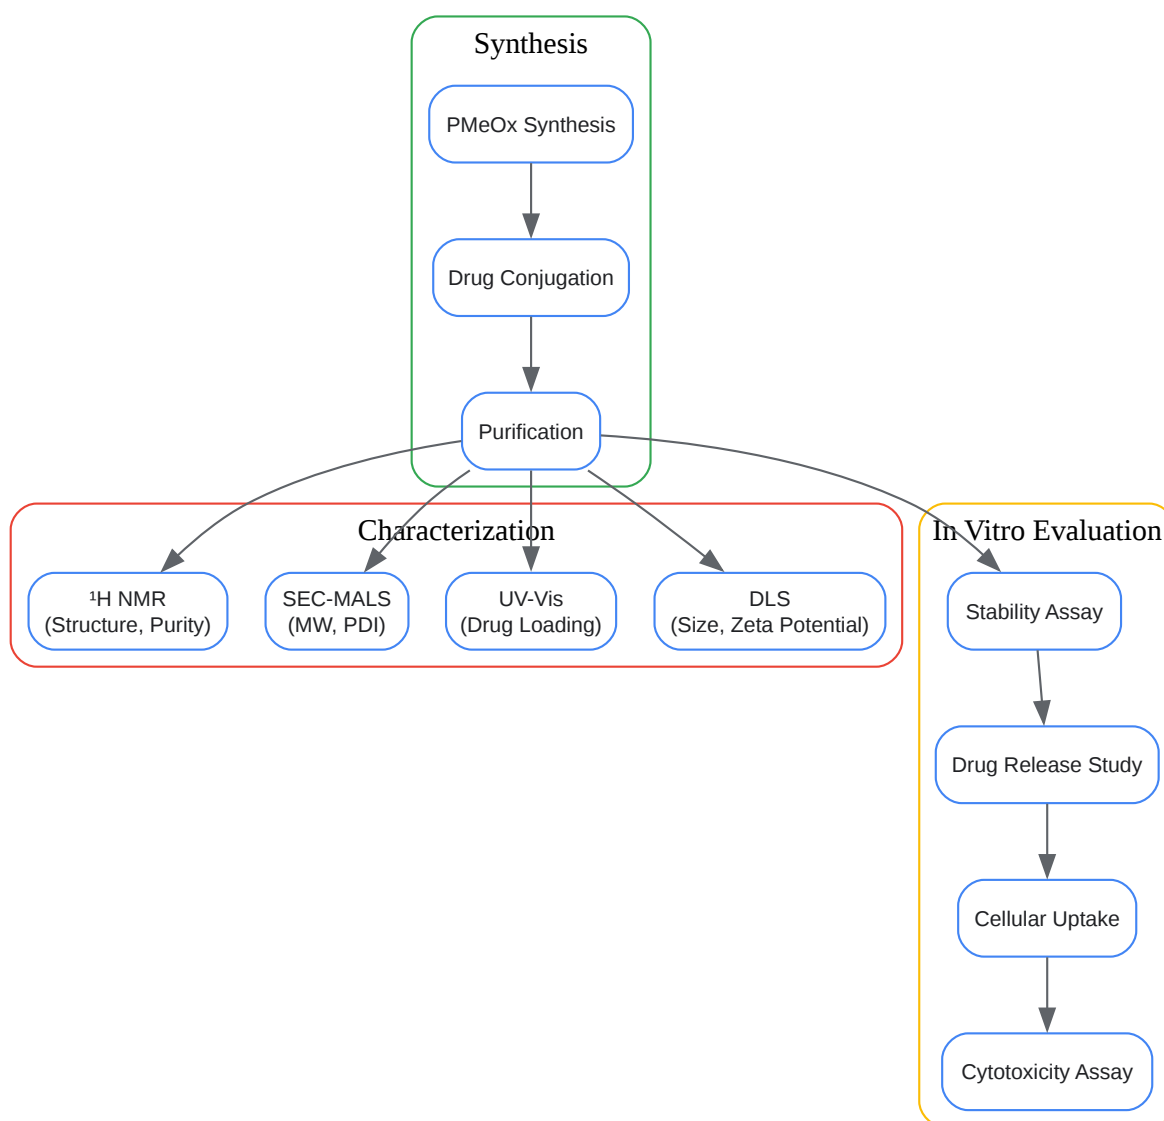 Synthesis
PMeOx Synthesis
Drug Conjugation
Purification
Characterization
¹H NMR
(Structure, Purity)
SEC-MALS
(MW, PDI)
UV-Vis
(Drug Loading)
DLS
(Size, Zeta Potential)
In Vitro Evaluation
Stability Assay
Drug Release Study
Cellular Uptake
Cytotoxicity Assay